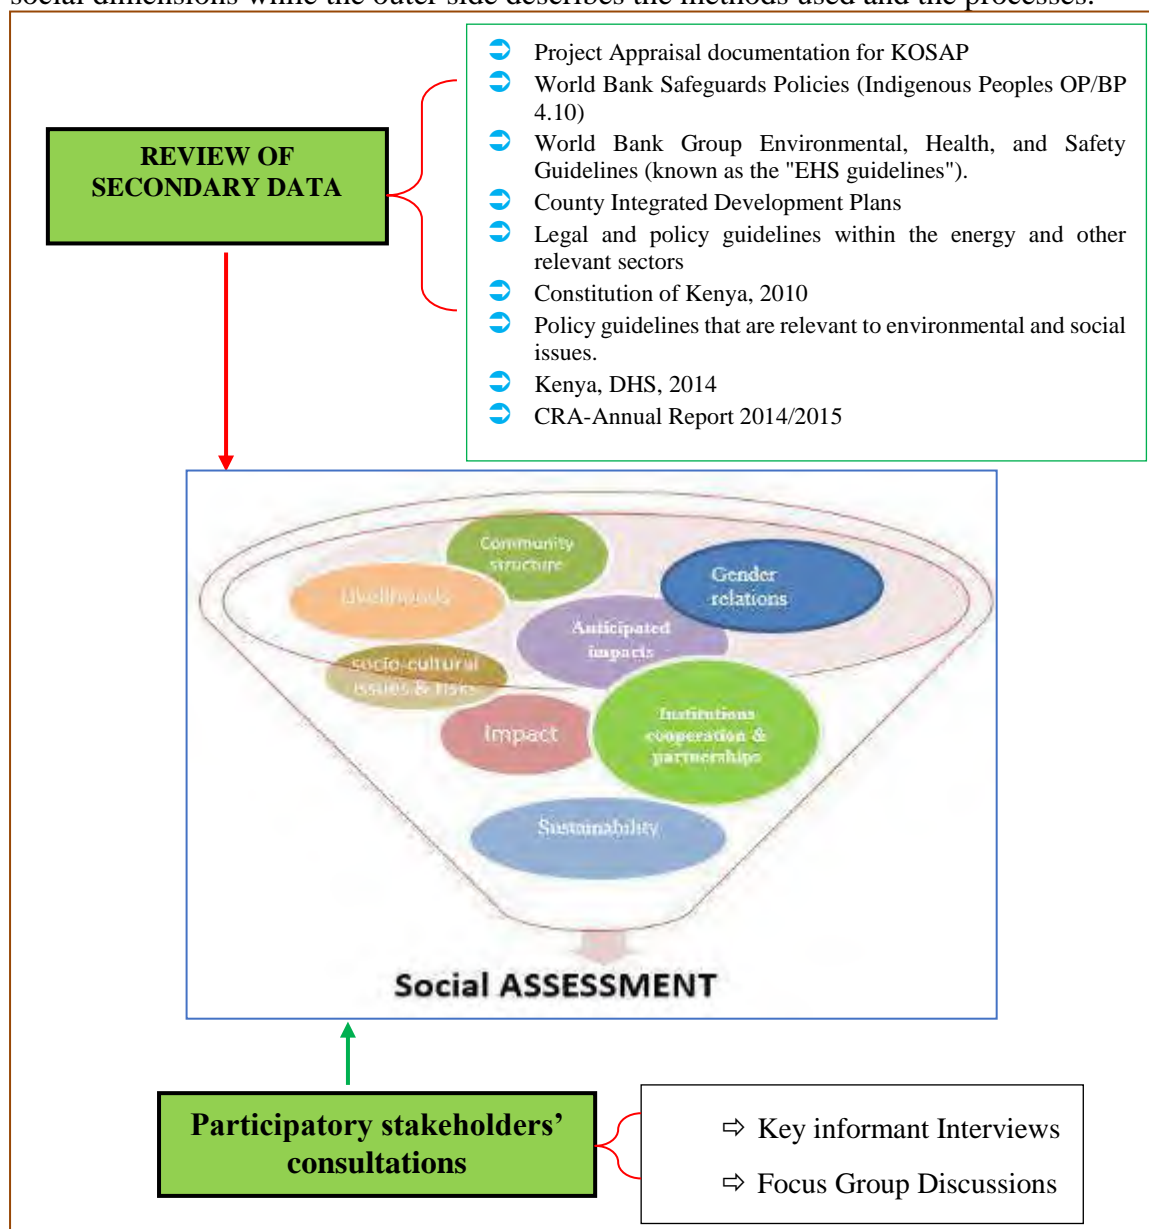 social dimensions while the outer side describes the methods used and the processes.
Project Appraisal documentation for KOSAP
World Bank Safeguards Policies (Indigenous Peoples OP/BP
4.10)
World Bank Group Environmental, Health, and Safety
Guidelines (known as the "EHS guidelines").
County Integrated Development Plans
Legal and policy guidelines within the energy and other
relevant sectors
Constitution of Kenya, 2010
Policy guidelines that are relevant to environmental and social
issues.
Kenya, DHS, 2014
CRA-Annual Report 2014/2015
REVIEW OF
SECONDARY DATA
Community
structure
Livelihoods
Gender
relations
Anticipated
impacts
socio-cultural
issues & risks
Impact
Institutions
cooperation &
partnerships
Sustainability
Social ASSESSMENT
Participatory stakeholders’
consultations
⇨ Key informant Interviews
⇨ Focus Group Discussions